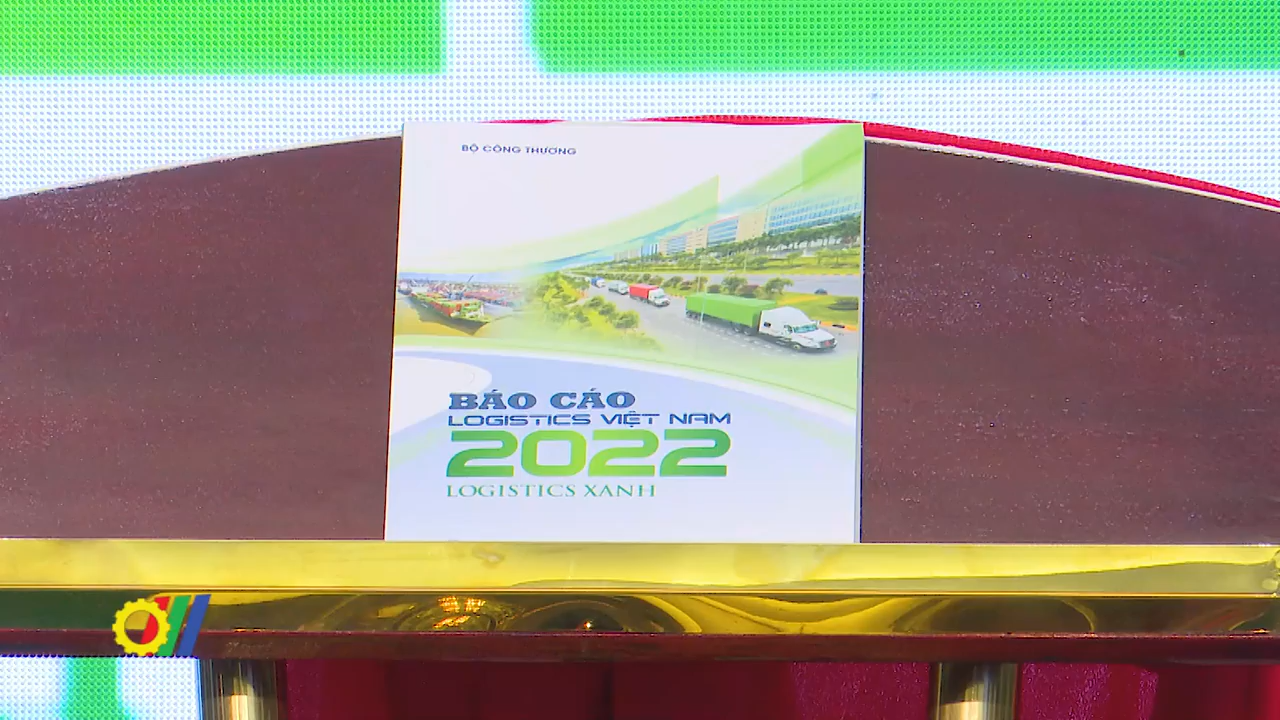 BỘ CÔNG THƯƠNG
BÁO CÁO
LOGISTICS VIỆT NAM
2022
LOGISTICS XANH